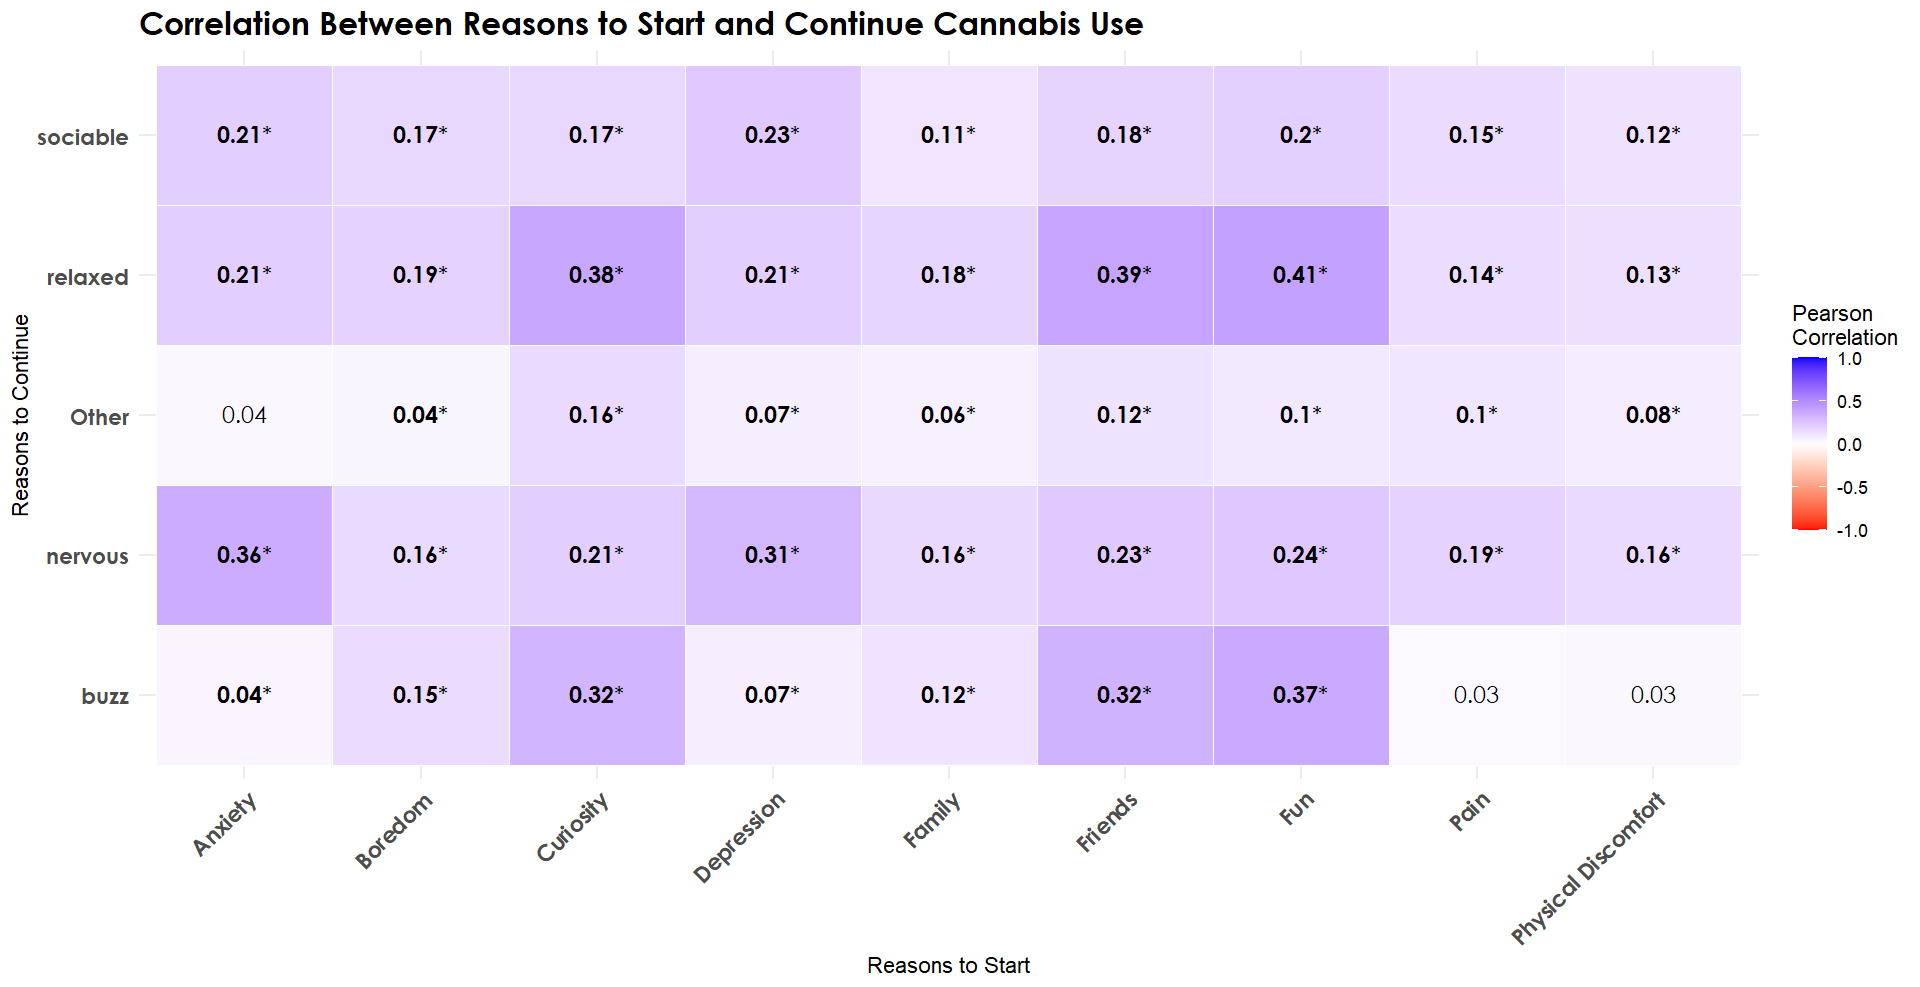 Correlation Between Reasons to Start and Continue Cannabis Use
Reasons to Continue
sociable 0.21* 0.17* 0.17* 0.23* 0.11* 0.18* 0.2* 0.15* 0.12*
relaxed 0.21* 0.19* 0.38* 0.21* 0.18* 0.39* 0.41* 0.14* 0.13*
Other 0.04 0.04* 0.16* 0.07* 0.06* 0.12* 0.1* 0.1* 0.08*
nervous 0.36* 0.16* 0.21* 0.31* 0.16* 0.23* 0.24* 0.19* 0.16*
buzz 0.04* 0.15* 0.32* 0.07* 0.12* 0.32* 0.37* 0.03 0.03
Anxiety Boredom Curiosity Depression Family Friends Fun Pain Physical Discomfort
Reasons to Start
Pearson
Correlation
1.0
0.5
0.0
-0.5
-1.0